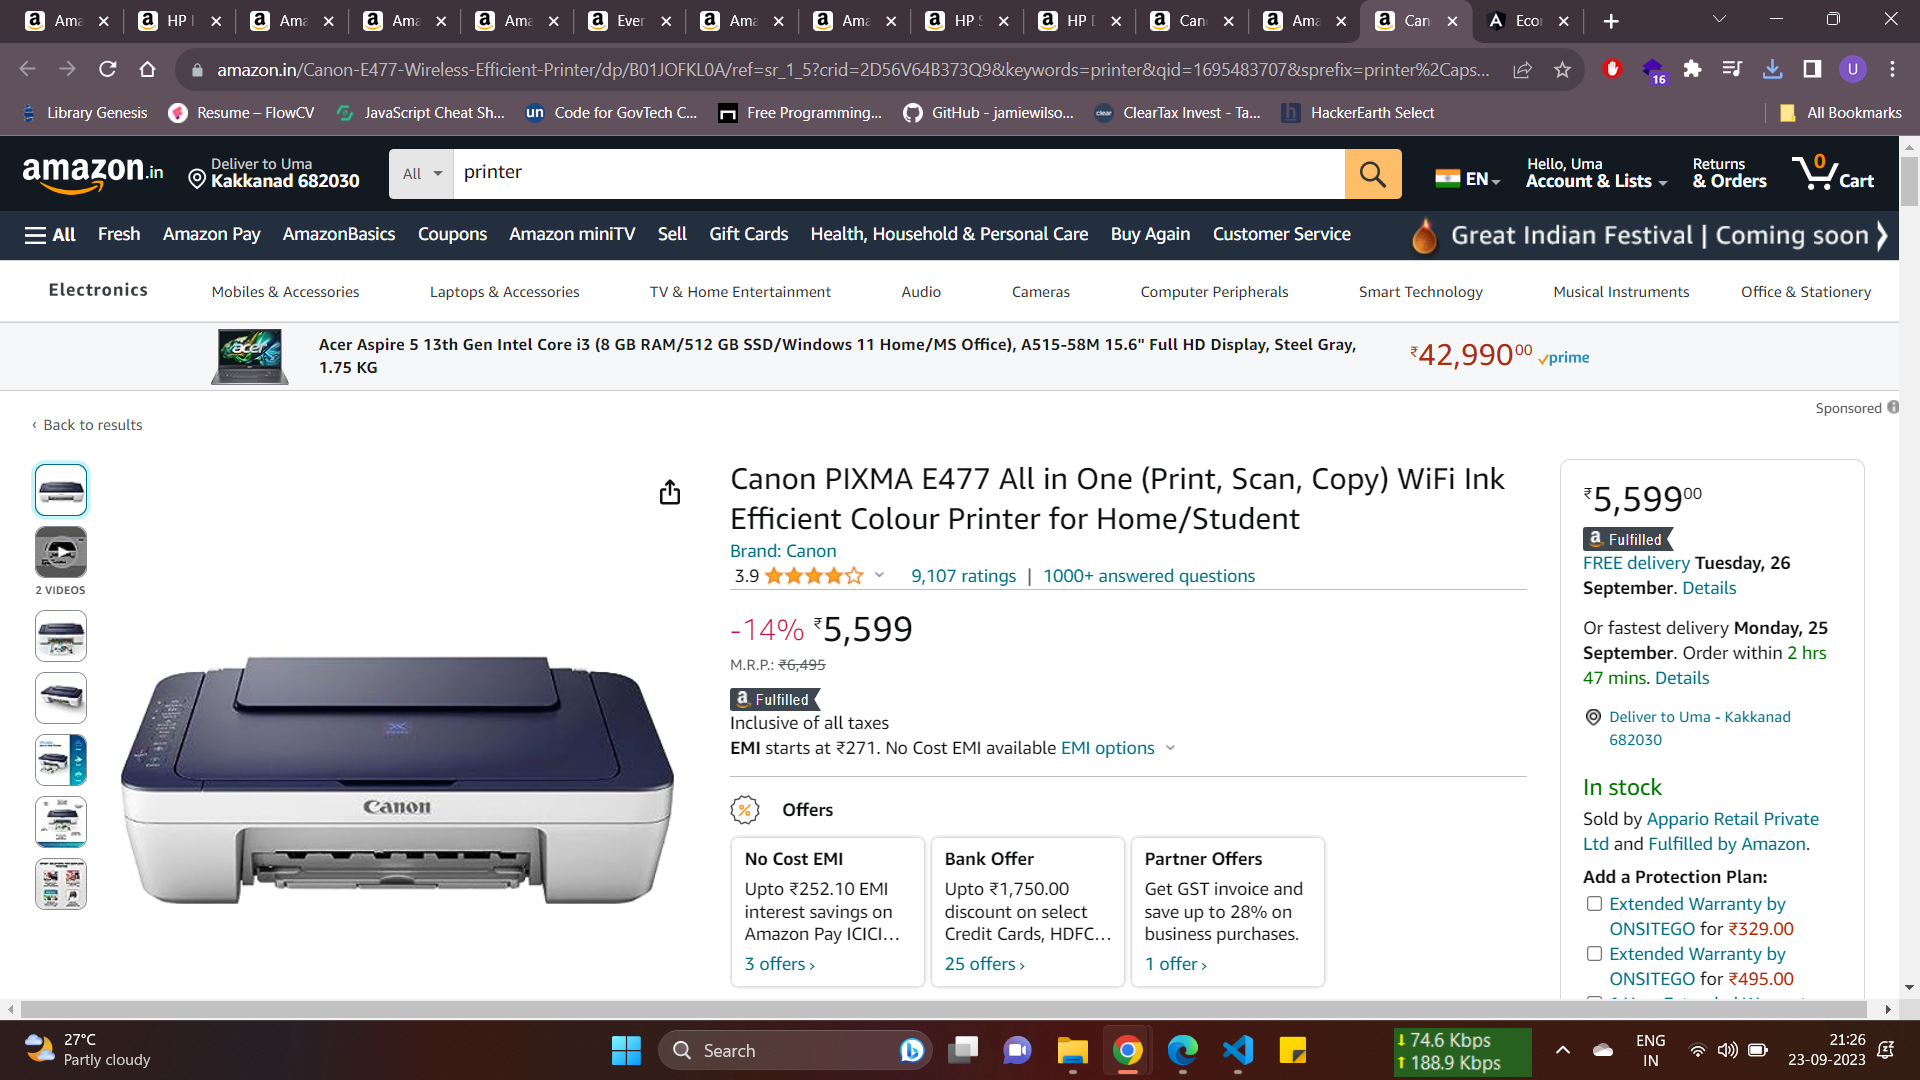 Ama
HP I
Ama
Ama
Ama
Ever
Ama
Ama
HP S
HP D
Can
Ama
Can
Ecor
amazon.in/Canon-E477-Wireless-Efficient-Printer/dp/B01JOFKL0A/ref=sr_1_5?crid=2D56V64B373Q9&keywords=printer&qid=1695483707&sprefix=printer%2Caps...
16
U
Library Genesis
Resume – FlowCV
JavaScript Cheat Sh...
un Code for GovTech C...
Free Programming...
GitHub - jamiewilso...
clear ClearTax Invest - Ta...
h HackerEarth Select
All Bookmarks
amazon.in
Deliver to Uma
Kakkanad 682030
All
printer
EN
Hello, Uma
Account & Lists
Returns
& Orders
0
Cart
All
Fresh
Amazon Pay
AmazonBasics
Coupons
Amazon miniTV
Sell
Gift Cards
Health, Household & Personal Care
Buy Again
Customer Service
Great Indian Festival | Coming soon
Electronics
Mobiles & Accessories
Laptops & Accessories
TV & Home Entertainment
Audio
Cameras
Computer Peripherals
Smart Technology
Musical Instruments
Office & Stationery
acer
Acer Aspire 5 13th Gen Intel Core i3 (8 GB RAM/512 GB SSD/Windows 11 Home/MS Office), A515-58M 15.6" Full HD Display, Steel Gray,
1.75 KG
₹42,99000 prime
Sponsored
‹ Back to results
2 VIDEOS
Canon
Canon PIXMA E477 All in One (Print, Scan, Copy) WiFi Ink
Efficient Colour Printer for Home/Student
Brand: Canon
3.9
9,107 ratings | 1000+ answered questions
-14% ₹5,599
M.R.P.: ₹6,495
a Fulfilled
Inclusive of all taxes
EMI starts at ₹271. No Cost EMI available EMI options
% Offers
No Cost EMI
Upto ₹252.10 EMI
interest savings on
Amazon Pay ICICI…
3 offers ›
Bank Offer
Upto ₹1,750.00
discount on select
Credit Cards, HDFC…
25 offers ›
Partner Offers
Get GST invoice and
save up to 28% on
business purchases.
1 offer ›
₹5,59900
a Fulfilled
FREE delivery Tuesday, 26
September. Details
Or fastest delivery Monday, 25
September. Order within 2 hrs
47 mins. Details
Deliver to Uma - Kakkanad
682030
In stock
Sold by Appario Retail Private
Ltd and Fulfilled by Amazon.
Add a Protection Plan:
Extended Warranty by
ONSITEGO for ₹329.00
Extended Warranty by
ONSITEGO for ₹495.00
27°C
Partly cloudy
Search
↓ 74.6 Kbps
↑ 188.9 Kbps
ENG
IN
21:26
23-09-2023